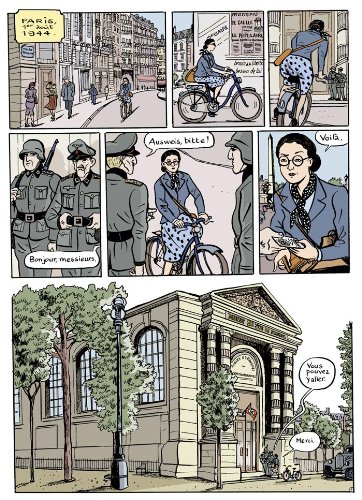 PARIS,
1er août
1944.
Bonjour, messieurs.
Ausweis, bitte!
Voilà.
Vous
pouvez
y aller.
Merci.